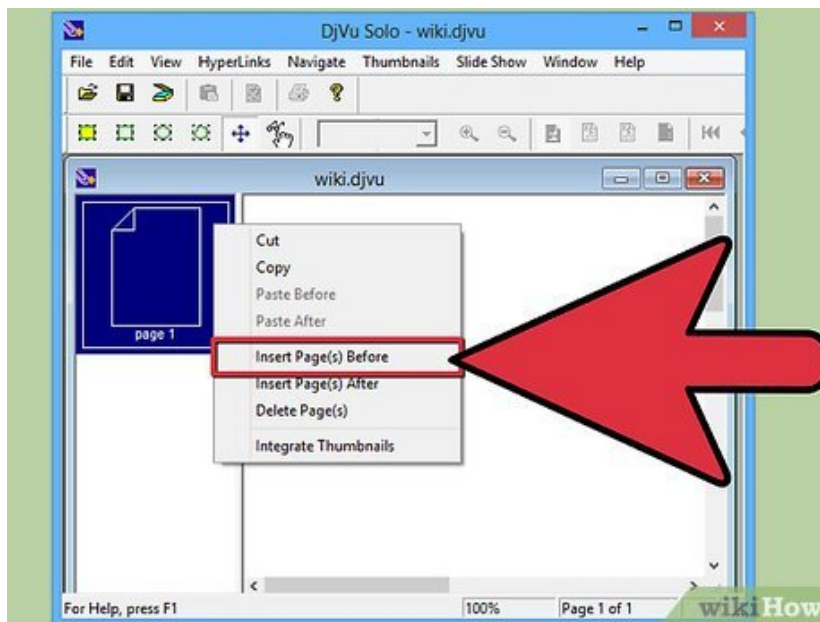 DjVu Solo - wiki.djvu
File Edit View HyperLinks Navigate Thumbnails Slide Show Window Help
wiki.djvu
page 1
Cut
Copy
Paste Before
Paste After
Insert Page(s) Before
Insert Page(s) After
Delete Page(s)
Integrate Thumbnails
For Help, press F1 100% Page 1 of 1
wikiHow